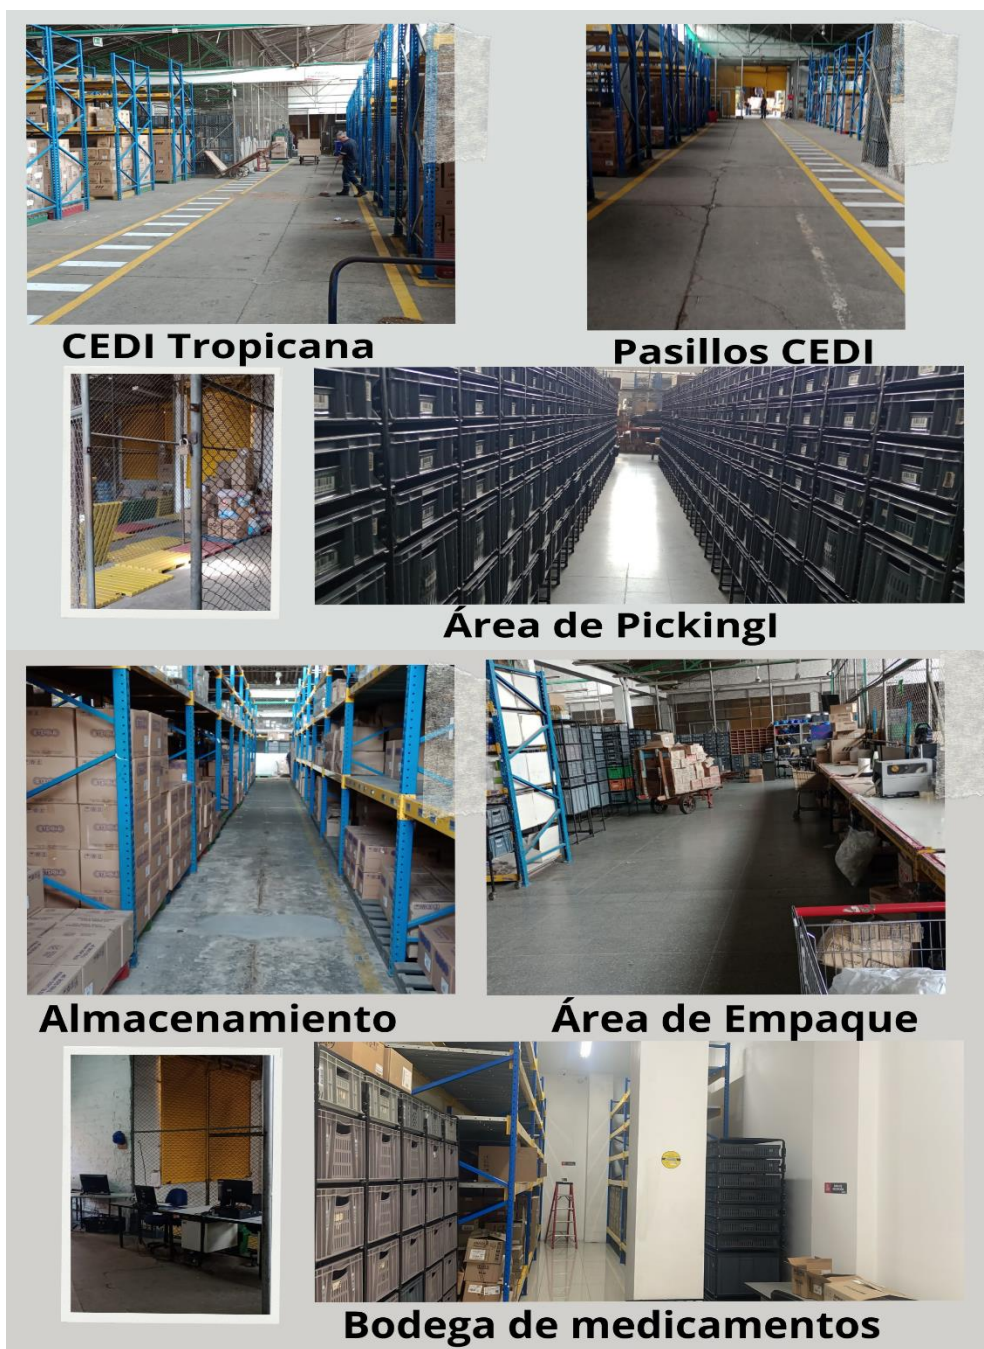 CEDI Tropicana
Pasillos CEDI
Área de PickingI
Almacenamiento
Área de Empaque
Bodega de medicamentos